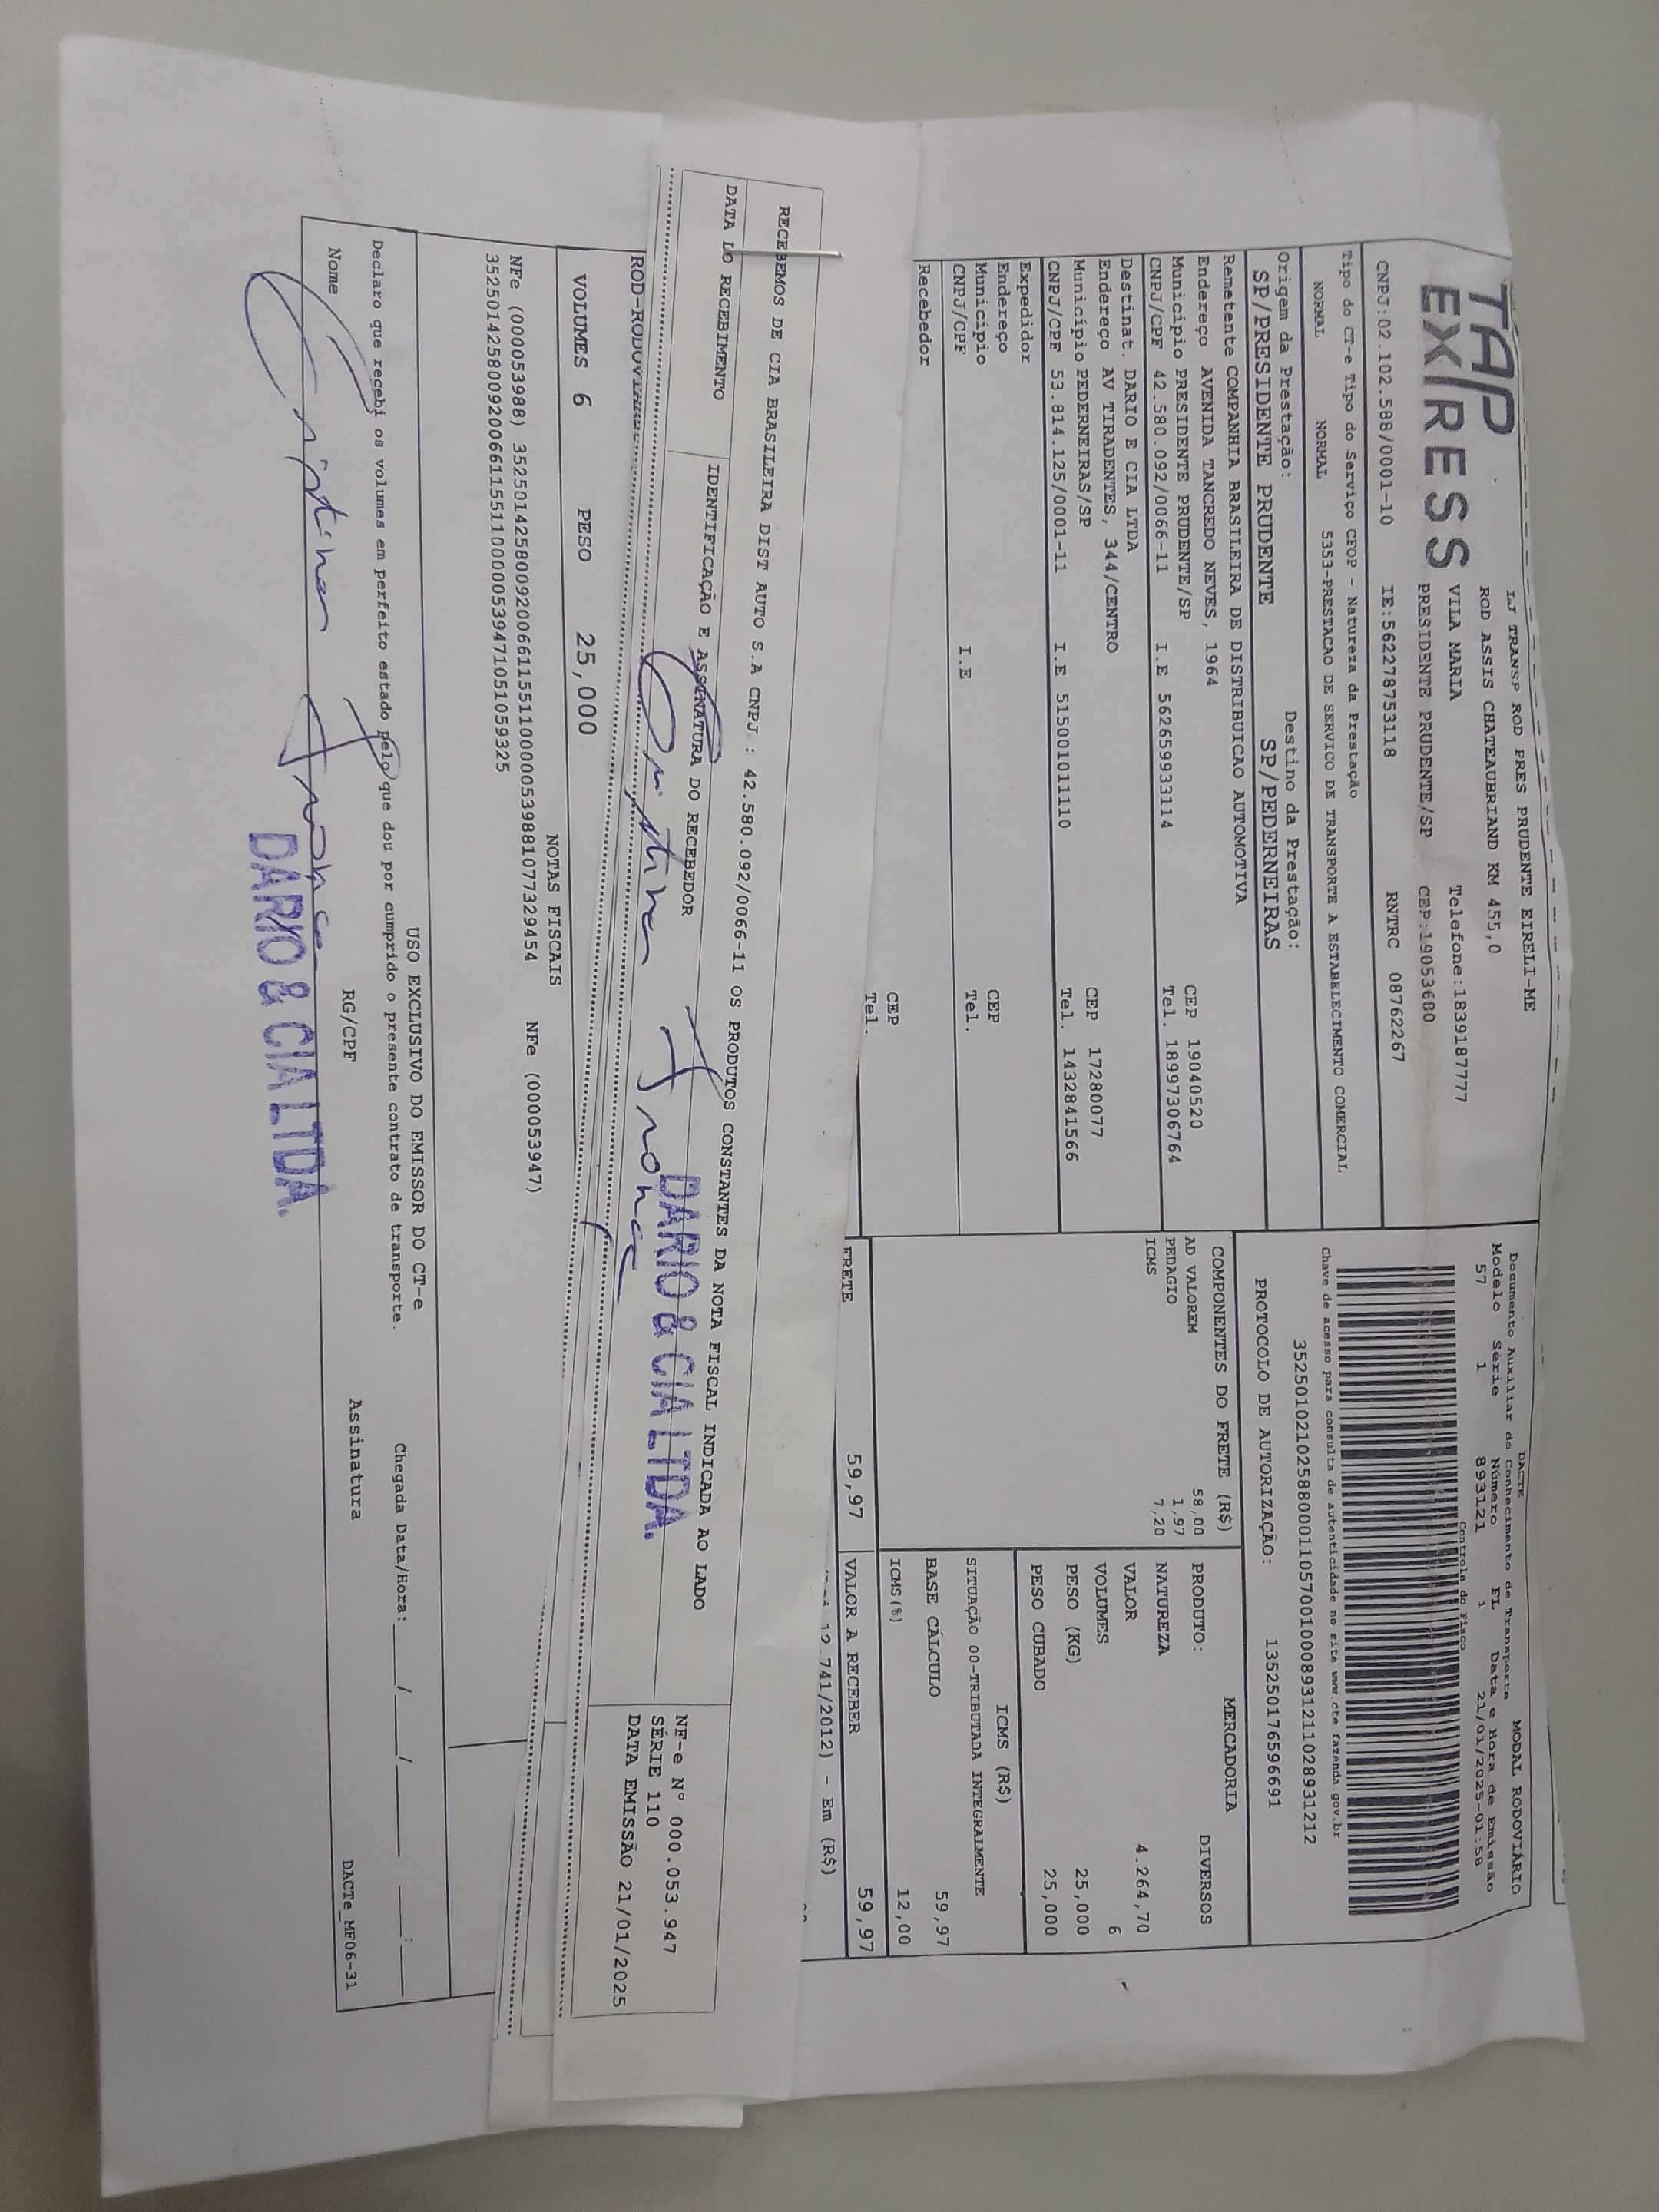 TAP
EXPRESS
LJ TRANSP ROD PRES PRUDENTE EIRELI-ME
ROD ASSIS CHATEAUBRIAND KM 455,0
VILA MARIA Telefone:1839187777
PRESIDENTE PRUDENTE/SP CEP:19053680
CNPJ:02.102.588/0001-10 IE:562278753118 RNTRC 08762267
DACTE
Documento Auxiliar de Conhecimento de Transporte MODAL RODOVIÁRIO
Modelo Série Número FL Data e Hora de Emissão
57 1 893121 1 21/01/2025-01:58
Controle do Fisco
Chave de acesso para consulta de autenticidade no site www.cte.fazenda.gov.br
35250102102588000110570010008931211028931212
PROTOCOLO DE AUTORIZAÇÃO: 135250176596691
Tipo do CT-e Tipo do Serviço CFOP - Natureza da Prestação
NORMAL NORMAL 5353-PRESTACAO DE SERVICO DE TRANSPORTE A ESTABELECIMENTO COMERCIAL
Origem da Prestação: Destino da Prestação:
SP/PRESIDENTE PRUDENTE SP/PEDERNEIRAS
Remetente COMPANHIA BRASILEIRA DE DISTRIBUICAO AUTOMOTIVA
Endereço AVENIDA TANCREDO NEVES, 1964 CEP 19040520
Municipio PRESIDENTE PRUDENTE/SP Tel. 18997306764
CNPJ/CPF 42.580.092/0066-11 I.E 562659933114
Destinat. DARIO E CIA LTDA
Endereço AV TIRADENTES, 344/CENTRO CEP 17280077
Municipio PEDERNEIRAS/SP Tel. 1432841566
CNPJ/CPF 53.814.125/0001-11 I.E 515001011110
Expedidor
Endereço CEP
Municipio Tel.
CNPJ/CPF I.E
Recebedor
CEP
Tel.
COMPONENTES DO FRETE (R$)
AD VALOREM 58,00
PEDAGIO 1,97
ICMS 7,20
MERCADORIA
PRODUTO: DIVERSOS
NATUREZA
VALOR 4.264,70
VOLUMES 6
PESO (KG) 25,000
PESO CUBADO 25,000
ICMS (R$)
SITUAÇÃO 00-TRIBUTADA INTEGRALMENTE
BASE CÁLCULO 59,97
ICMS(%) 12,00
FRETE 59,97 VALOR A RECEBER 59,97
12.741/2012) - Em (R$)
RECEBEMOS DE CIA BRASILEIRA DIST AUTO S.A CNPJ : 42.580.092/0066-11 OS PRODUTOS CONSTANTES DA NOTA FISCAL INDICADA AO LADO
DATA DO RECEBIMENTO IDENTIFICAÇÃO E ASSINATURA DO RECEBEDOR
Cristina
DARIO & CIA LTDA.
NF-e Nº 000.053.947
SÉRIE 110
DATA EMISSÃO 21/01/2025
VOLUMES 6 PESO 25,000
NOTAS FISCAIS
NFe (000053988) 35250142580092006611551100000539881077329454 NFe (000053947)
35250142580092006611551100000539471051059325
USO EXCLUSIVO DO EMISSOR DO CT-e
Declaro que recebi os volumes em perfeito estado pelo que dou por cumprido o presente contrato de transporte. Chegada Data/Hora:____/____/____ ____:____
Nome RG/CPF Assinatura DACTe_MF06-31
Cristina
DARIO & CIA LTDA.